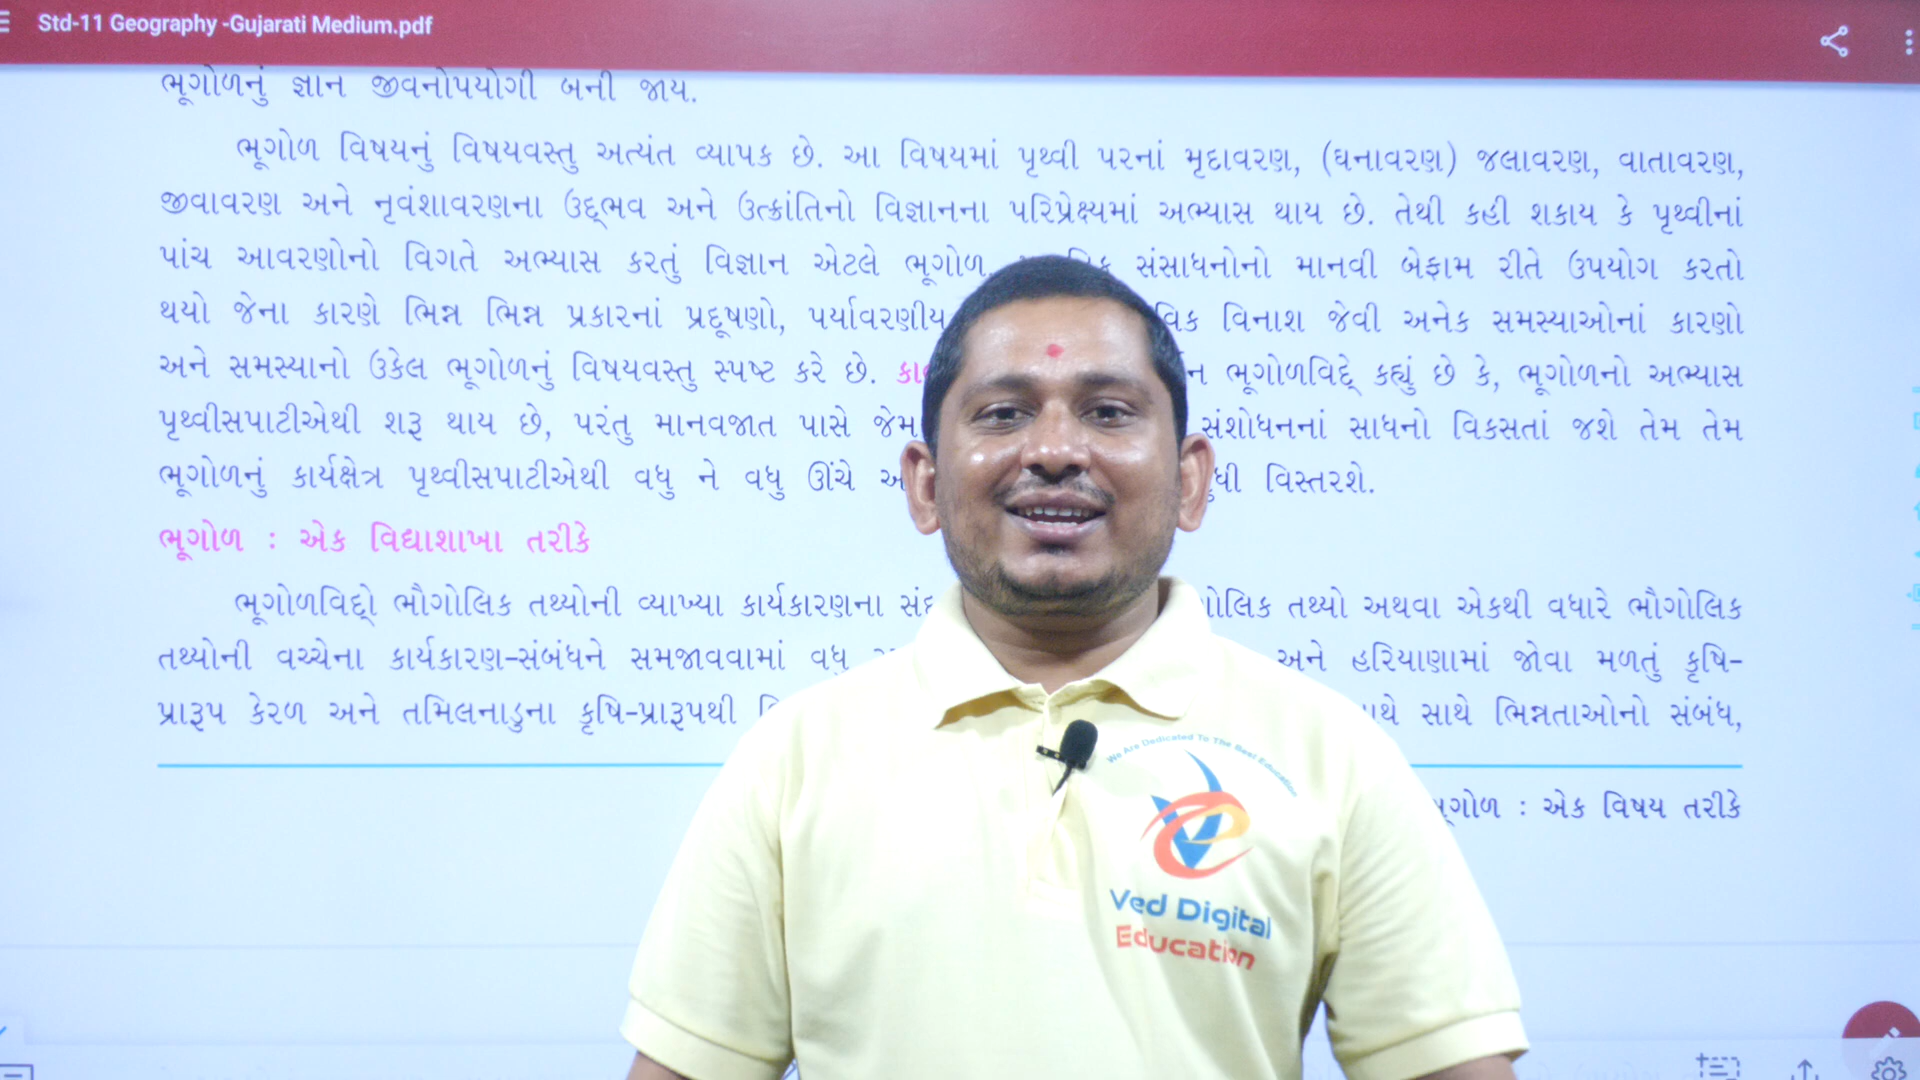 Std-11 Geography -Gujarati Medium.pdf
ભૂગોળનું જ્ઞાન જીવનોપયોગી બની જાય.
ભૂગોળ વિષયનું વિષયવસ્તુ અત્યંત વ્યાપક છે. આ વિષયમાં પૃથ્વી પરનાં મૃદાવરણ, (ઘનાવરણ) જલાવરણ, વાતાવરણ,
જીવાવરણ અને નૃવંશાવરણના ઉદ્ભવ અને ઉત્ક્રાંતિનો વિજ્ઞાનના પરિપ્રેક્ષ્યમાં અભ્યાસ થાય છે. તેથી કહી શકાય કે પૃથ્વીનાં
પાંચ આવરણોનો વિગતે અભ્યાસ કરતું વિજ્ઞાન એટલે ભૂગોળ. સંસાધનોનો માનવી બેફામ રીતે ઉપયોગ કરતો
થયો જેના કારણે ભિન્ન ભિન્ન પ્રકારનાં પ્રદૂષણો, પર્યાવરણીય વિનાશ જેવી અનેક સમસ્યાઓનાં કારણો
અને સમસ્યાનો ઉકેલ ભૂગોળનું વિષયવસ્તુ સ્પષ્ટ કરે છે. ભૂગોળવિદે્ કહ્યું છે કે, ભૂગોળનો અભ્યાસ
પૃથ્વીસપાટીએથી શરૂ થાય છે, પરંતુ માનવજાત પાસે જેમ સંશોધનનાં સાધનો વિકસતાં જશે તેમ તેમ
ભૂગોળનું કાર્યક્ષેત્ર પૃથ્વીસપાટીએથી વધુ ને વધુ ઊંચે વિસ્તરશે.
ભૂગોળ : એક વિદ્યાશાખા તરીકે
ભૂગોળવિદો્ ભૌગોલિક તથ્યોની વ્યાખ્યા કાર્યકારણના તથ્યો અથવા એકથી વધારે ભૌગોલિક
તથ્યોની વચ્ચેના કાર્યકારણ-સંબંધને સમજાવવામાં વધુ અને હરિયાણામાં જોવા મળતું કૃષિ-
પ્રારૂપ કેરળ અને તમિલનાડુના કૃષિ-પ્રારૂપથી સાથે ભિન્નતાઓનો સંબંધ,
ભૂગોળ : એક વિષય તરીકે
We Are Dedicated To The Best Education
Ved Digital
Education